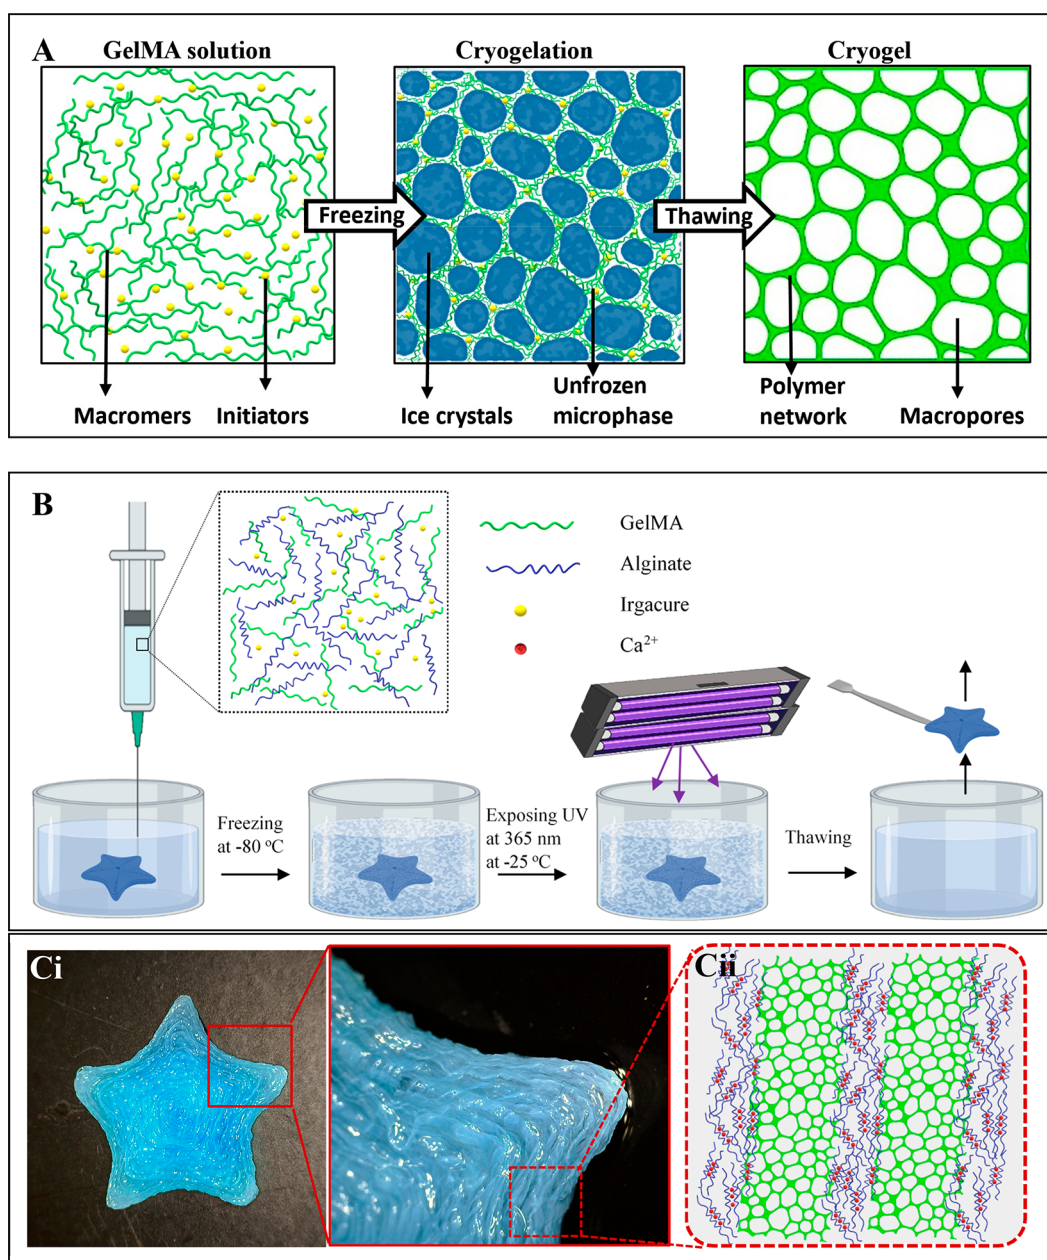 A
GelMA solution
Cryogelation
Cryogel
Freezing
Thawing
Macromers
Initiators
Ice crystals
Unfrozen
microphase
Polymer
network
Macropores
B
GelMA
Alginate
Irgacure
Ca²⁺
Freezing
at -80 °C
Exposing UV
at 365 nm
at -25 °C
Thawing
Ci
Cii